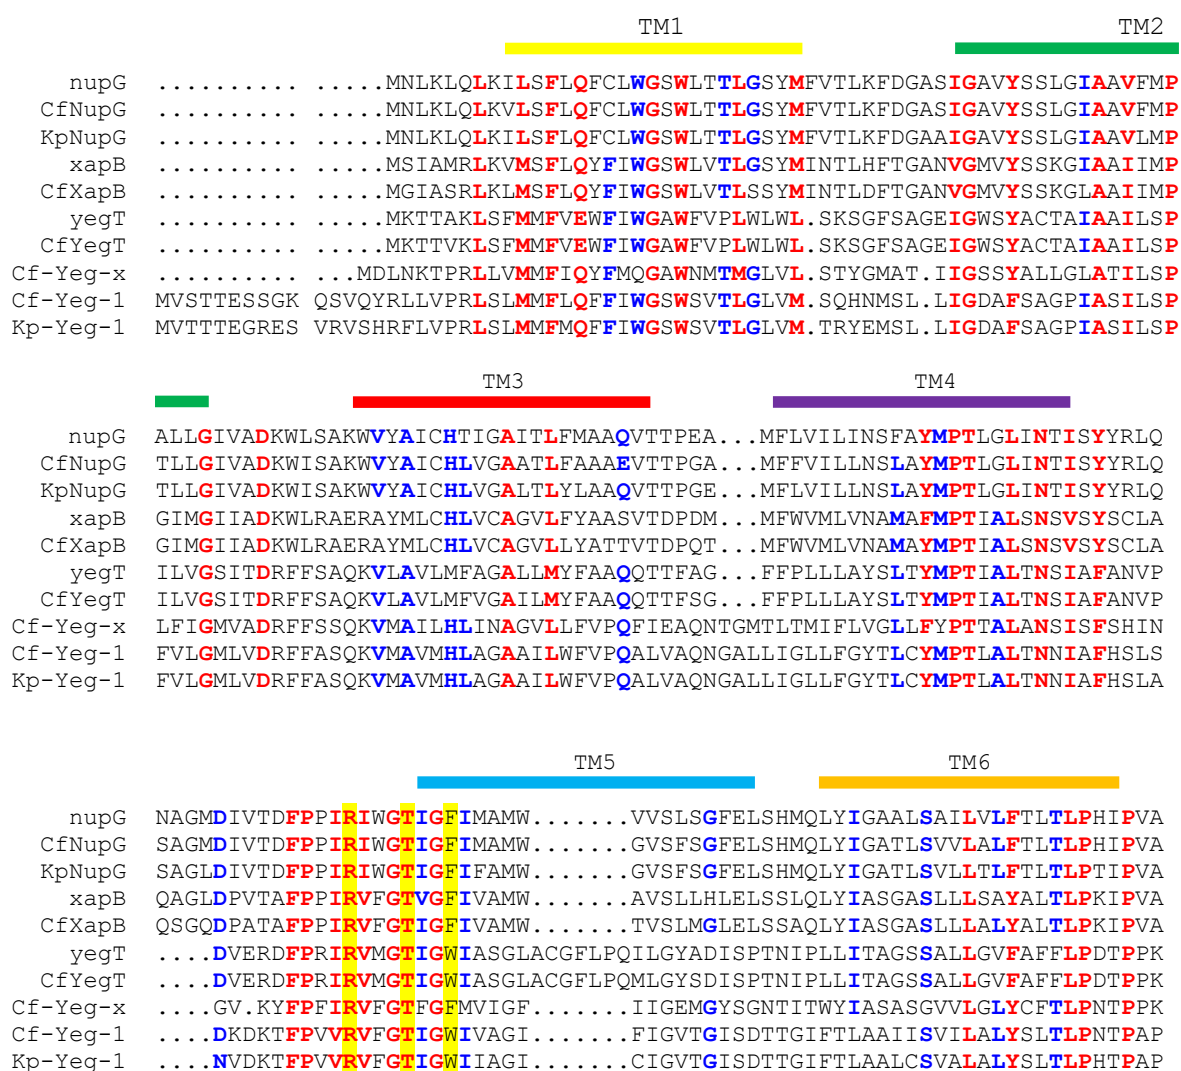 TM1 TM2
nupG .......... .....MNLKLQLKILSFLQFCLWGSWLTTLGSYMFVTLKFDGASIGAVYSSLGIAAVFMP
CfNupG .......... .....MNLKLQLKVLSFLQFCLWGSWLTTLGSYMFVTLKFDGASIGAVYSSLGIAAVFMP
KpNupG .......... .....MNLKLQLKILSFLQFCLWGSWLTTLGSYMFVTLKFDGAAIGAVYSSLGIAAVLMP
xapB .......... .....MSIAMRLKVMSFLQYFIWGSWLVTLGSYMINTLHFTGANVGMVYSSKGIAAIIMP
CfXapB .......... .....MGIASRLKLMSFLQYFIWGSWLVTLSSYMINTLDFTGANVGMVYSSKGLAAIIMP
yegT .......... .....MKTTAKLSFMMFVEWFIWGAWFVPLWLWL.SKSGFSAGEIGWSYACTAIAAILSP
CfYegT .......... .....MKTTVKLSFMMFVEWFIWGAWFVPLWLWL.SKSGFSAGEIGWSYACTAIAAILSP
Cf-Yeg-x .......... ...MDLNKTPRLLVMMFIQYFMQGAWNMTMGLVL.STYGMAT.IIGSSYALLGLATILSP
Cf-Yeg-1 MVSTTESSGK QSVQYRLLVPRLSLMMFLQFFIWGSWSVTLGLVM.SQHNMSL.LIGDAFSAGPIASILSP
Kp-Yeg-1 MVTTTEGRES VRVSHRFLVPRLSLMMFMQFFIWGSWSVTLGLVM.TRYEMSL.LIGDAFSAGPIASILSP
TM3 TM4
nupG ALLGIVADKWLSAKWVYAICHTIGAITLFMAAQVTTPEA...MFLVILINSFAYMPTLGLINTISYYRLQ
CfNupG TLLGIVADKWISAKWVYAICHLVGAATLFAAAEVTTPGA...MFFVILLNSLAYMPTLGLINTISYYRLQ
KpNupG TLLGIVADKWISAKWVYAICHLVGALTLYLAAQVTTPGE...MFLVILLNSLAYMPTLGLINTISYYRLQ
xapB GIMGIIADKWLRAERAYMLCHLVCAGVLFYAASVTDPDM...MFWVMLVNAMAFMPTIALSNSVSYSCLA
CfXapB GIMGIIADKWLRAERAYMLCHLVCAGVLLYATTVTDPQT...MFWVMLVNAMAYMPTIALSNSVSYSCLA
yegT ILVGSITDRFFSAQKVLAVLMFAGALLMYFAAQQTTFAG...FFPLLLAYSLTYMPTIALTNSIAFANVP
CfYegT ILVGSITDRFFSAQKVLAVLMFVGAILMYFAAQQTTFSG...FFPLLLAYSLTYMPTIALTNSIAFANVP
Cf-Yeg-x LFIGMVADRFFSSQKVMAILHLINAGVLLFVPQFIEAQNTGMTLTMIFLVGLLFYPTTALANSISFSHIN
Cf-Yeg-1 FVLGMLVDRFFASQKVMAVMHLAGAAILWFVPQALVAQNGALLIGLLFGYTLCYMPTLALTNNIAFHSLS
Kp-Yeg-1 FVLGMLVDRFFASQKVMAVMHLAGAAILWFVPQALVAQNGALLIGLLFGYTLCYMPTLALTNNIAFHSLA
TM5 TM6
nupG NAGMDIVTDFPPIRIWGTIGFIMAMW.......VVSLSGFELSHMQLYIGAALSAILVLFTLTLPHIPVA
CfNupG SAGMDIVTDFPPIRIWGTIGFIMAMW.......GVSFSGFELSHMQLYIGATLSVVLALFTLTLPHIPVA
KpNupG SAGLDIVTDFPPIRIWGTIGFIFAMW.......GVSFSGFELSHMQLYIGATLSVLLTLFTLTLPTIPVA
xapB QAGLDPVTAFPPIRVFGTVGFIVAMW.......AVSLLHLELSSLQLYIASGASLLLSAYALTLPKIPVA
CfXapB QSGQDPATAFPPIRVFGTIGFIVAMW.......TVSLMGLELSSAQLYIASGASLLLALYALTLPKIPVA
yegT ....DVERDFPRIRVMGTIGWIASGLACGFLPQILGYADISPTNIPLLITAGSSALLGVFAFFLPDTPPK
CfYegT ....DVERDFPRIRVMGTIGWIASGLACGFLPQMLGYSDISPTNIPLLITAGSSALLGVFAFFLPDTPPK
Cf-Yeg-x ....GV.KYFPFIRVFGTFGFMVIGF.......IIGEMGYSGNTITWYIASASGVVLGLYCFTLPNTPPK
Cf-Yeg-1 ....DKDKTFPVVRVFGTIGWIVAGI.......FIGVTGISDTTGIFTLAAIISVILALYSLTLPNTPAP
Kp-Yeg-1 ....NVDKTFPVVRVFGTIGWIIAGI.......CIGVTGISDTTGIFTLAALCSVALALYSLTLPHTPAP